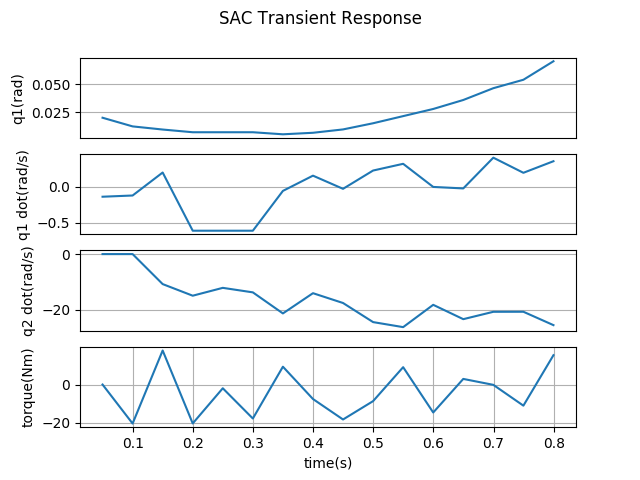 SAC Transient Response
q1(rad)
0.050
0.025
q1 dot(rad/s)
0.0
−0.5
q2 dot(rad/s)
0
−20
torque(Nm)
0
−20
0.1 0.2 0.3 0.4 0.5 0.6 0.7 0.8
time(s)